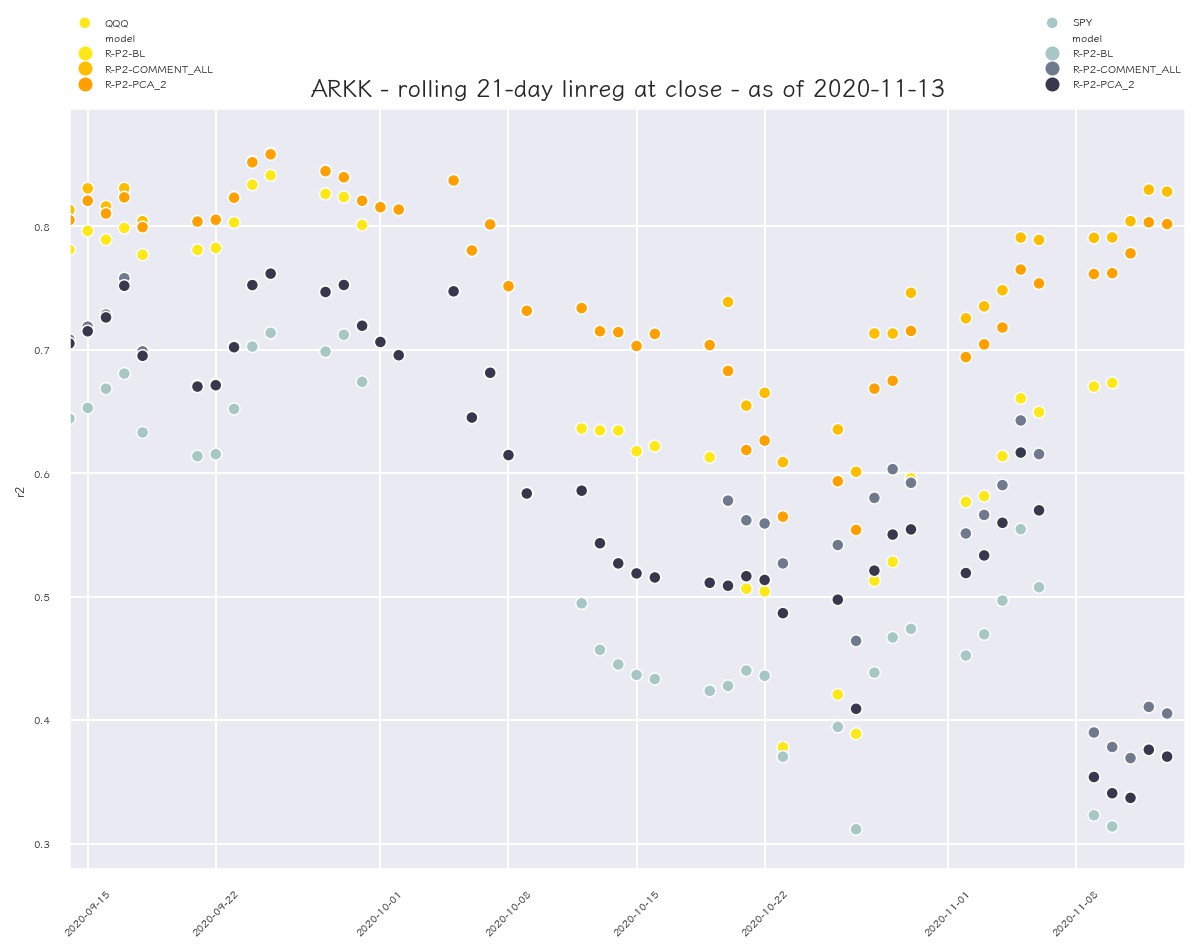 QQQ
model
R-P2-BL
R-P2-COMMENT_ALL
R-P2-PCA_2
SPY
model
R-P2-BL
R-P2-COMMENT_ALL
R-P2-PCA_2
ARKK - rolling 21-day linreg at close - as of 2020-11-13
r2
0.8
0.7
0.6
0.5
0.4
0.3
2020-09-15
2020-09-22
2020-10-01
2020-10-08
2020-10-15
2020-10-22
2020-11-01
2020-11-08